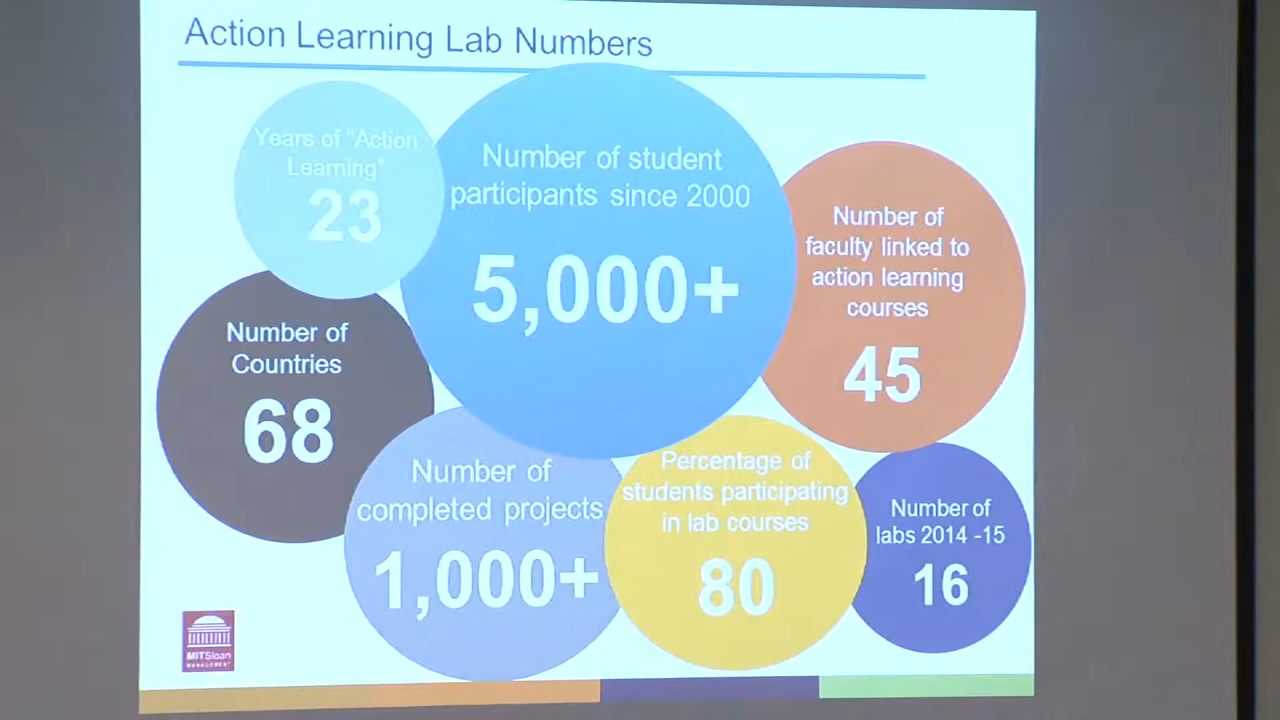 Action Learning Lab Numbers
Years of "Action
Learning"
23
Number of student
participants since 2000
5,000+
Number of
faculty linked to
action learning
courses
45
Number of
Countries
68
Number of
completed projects
1,000+
Percentage of
students participating
in lab courses
80
Number of
labs 2014 -15
16
MITSloan
MANAGEMENT